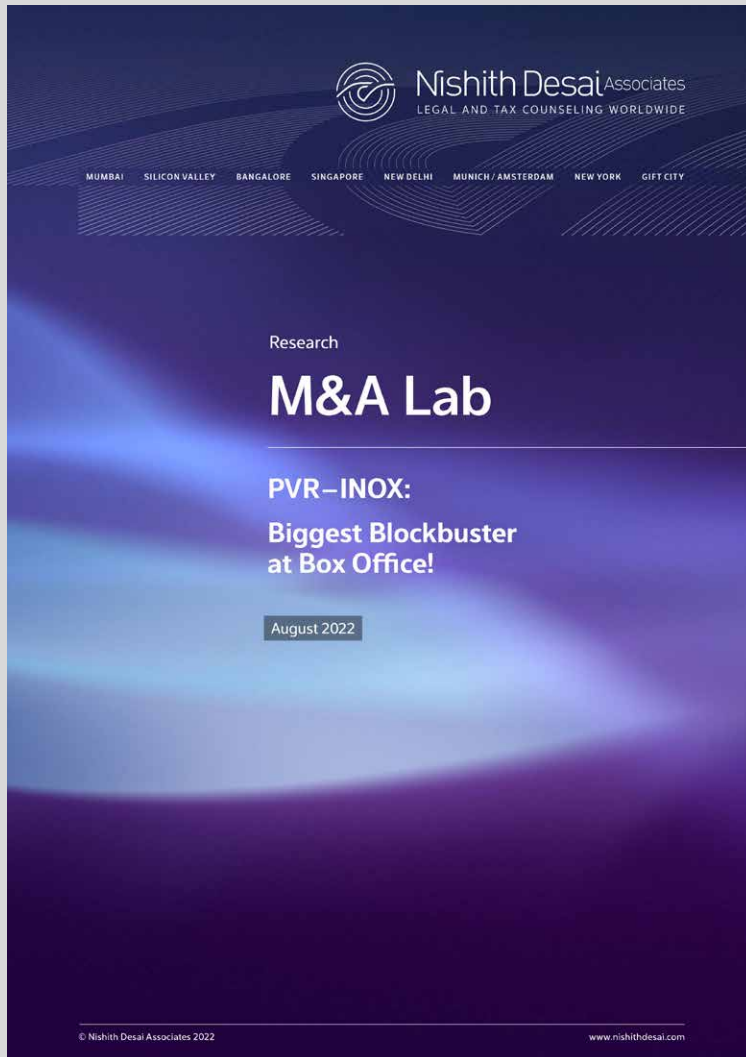 Nishith Desai Associates
LEGAL AND TAX COUNSELING WORLDWIDE
MUMBAI SILICON VALLEY BANGALORE SINGAPORE NEW DELHI MUNICH / AMSTERDAM NEW YORK GIFT CITY
Research
M&A Lab
PVR–INOX:
Biggest Blockbuster
at Box Office!
August 2022
© Nishith Desai Associates 2022 www.nishithdesai.com